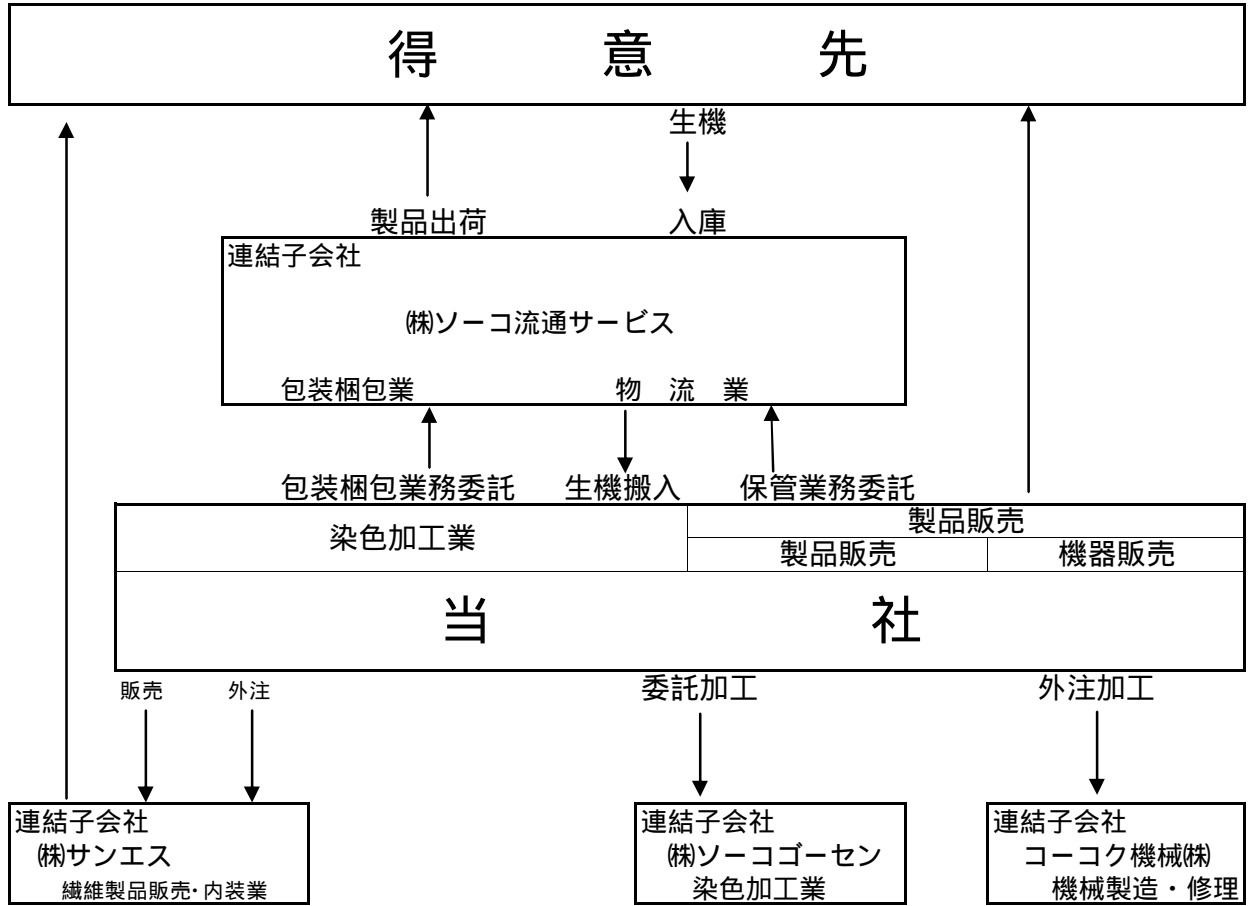 得　意　先
生機
製品出荷　入庫
連結子会社
㈱ソーコ流通サービス
包装梱包業　物　流　業
包装梱包業務委託　生機搬入　保管業務委託
製品販売
染色加工業
製品販売　機器販売
当　社
販売　外注　委託加工　外注加工
連結子会社
㈱サンエス
繊維製品販売・内装業
連結子会社
㈱ソーコゴーセン
染色加工業
連結子会社
コーコク機械㈱
機械製造・修理